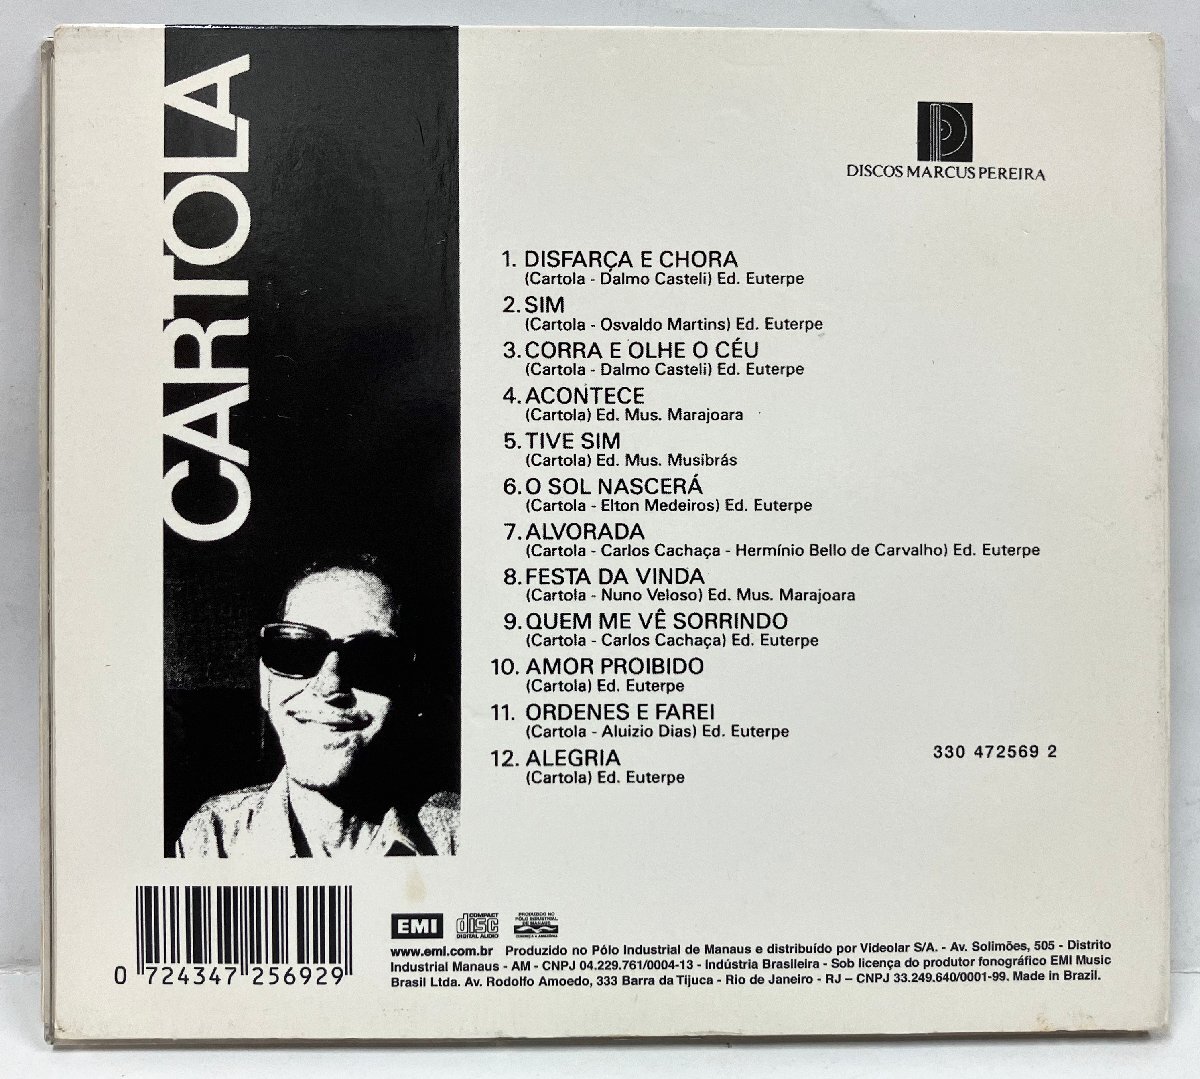 CARTOLA
DISCOS MARCUS PEREIRA
1. DISFARÇA E CHORA
(Cartola - Dalmo Casteli) Ed. Euterpe
2. SIM
(Cartola - Osvaldo Martins) Ed. Euterpe
3. CORRA E OLHE O CÉU
(Cartola - Dalmo Casteli) Ed. Euterpe
4. ACONTECE
(Cartola) Ed. Mus. Marajoara
5. TIVE SIM
(Cartola) Ed. Mus. Musibrás
6. O SOL NASCERÁ
(Cartola - Elton Medeiros) Ed. Euterpe
7. ALVORADA
(Cartola - Carlos Cachaça - Hermínio Bello de Carvalho) Ed. Euterpe
8. FESTA DA VINDA
(Cartola - Nuno Veloso) Ed. Mus. Marajoara
9. QUEM ME VÊ SORRINDO
(Cartola - Carlos Cachaça) Ed. Euterpe
10. AMOR PROIBIDO
(Cartola) Ed. Euterpe
11. ORDENES E FAREI
(Cartola - Aluizio Dias) Ed. Euterpe
12. ALEGRIA
(Cartola) Ed. Euterpe
330 472569 2
0 724347 256929
EMI
COMPACT
disc
DIGITAL AUDIO
PRODUZIDO NO
PÓLO INDUSTRIAL
DE MANAUS
www.emi.com.br Produzido no Pólo Industrial de Manaus e distribuído por Videolar S/A. - Av. Solimões, 505 - Distrito
Industrial Manaus - AM - CNPJ 04.229.761/0004-13 - Indústria Brasileira - Sob licença do produtor fonográfico EMI Music
Brasil Ltda. Av. Rodolfo Amoedo, 333 Barra da Tijuca - Rio de Janeiro - RJ – CNPJ 33.249.640/0001-99. Made in Brazil.